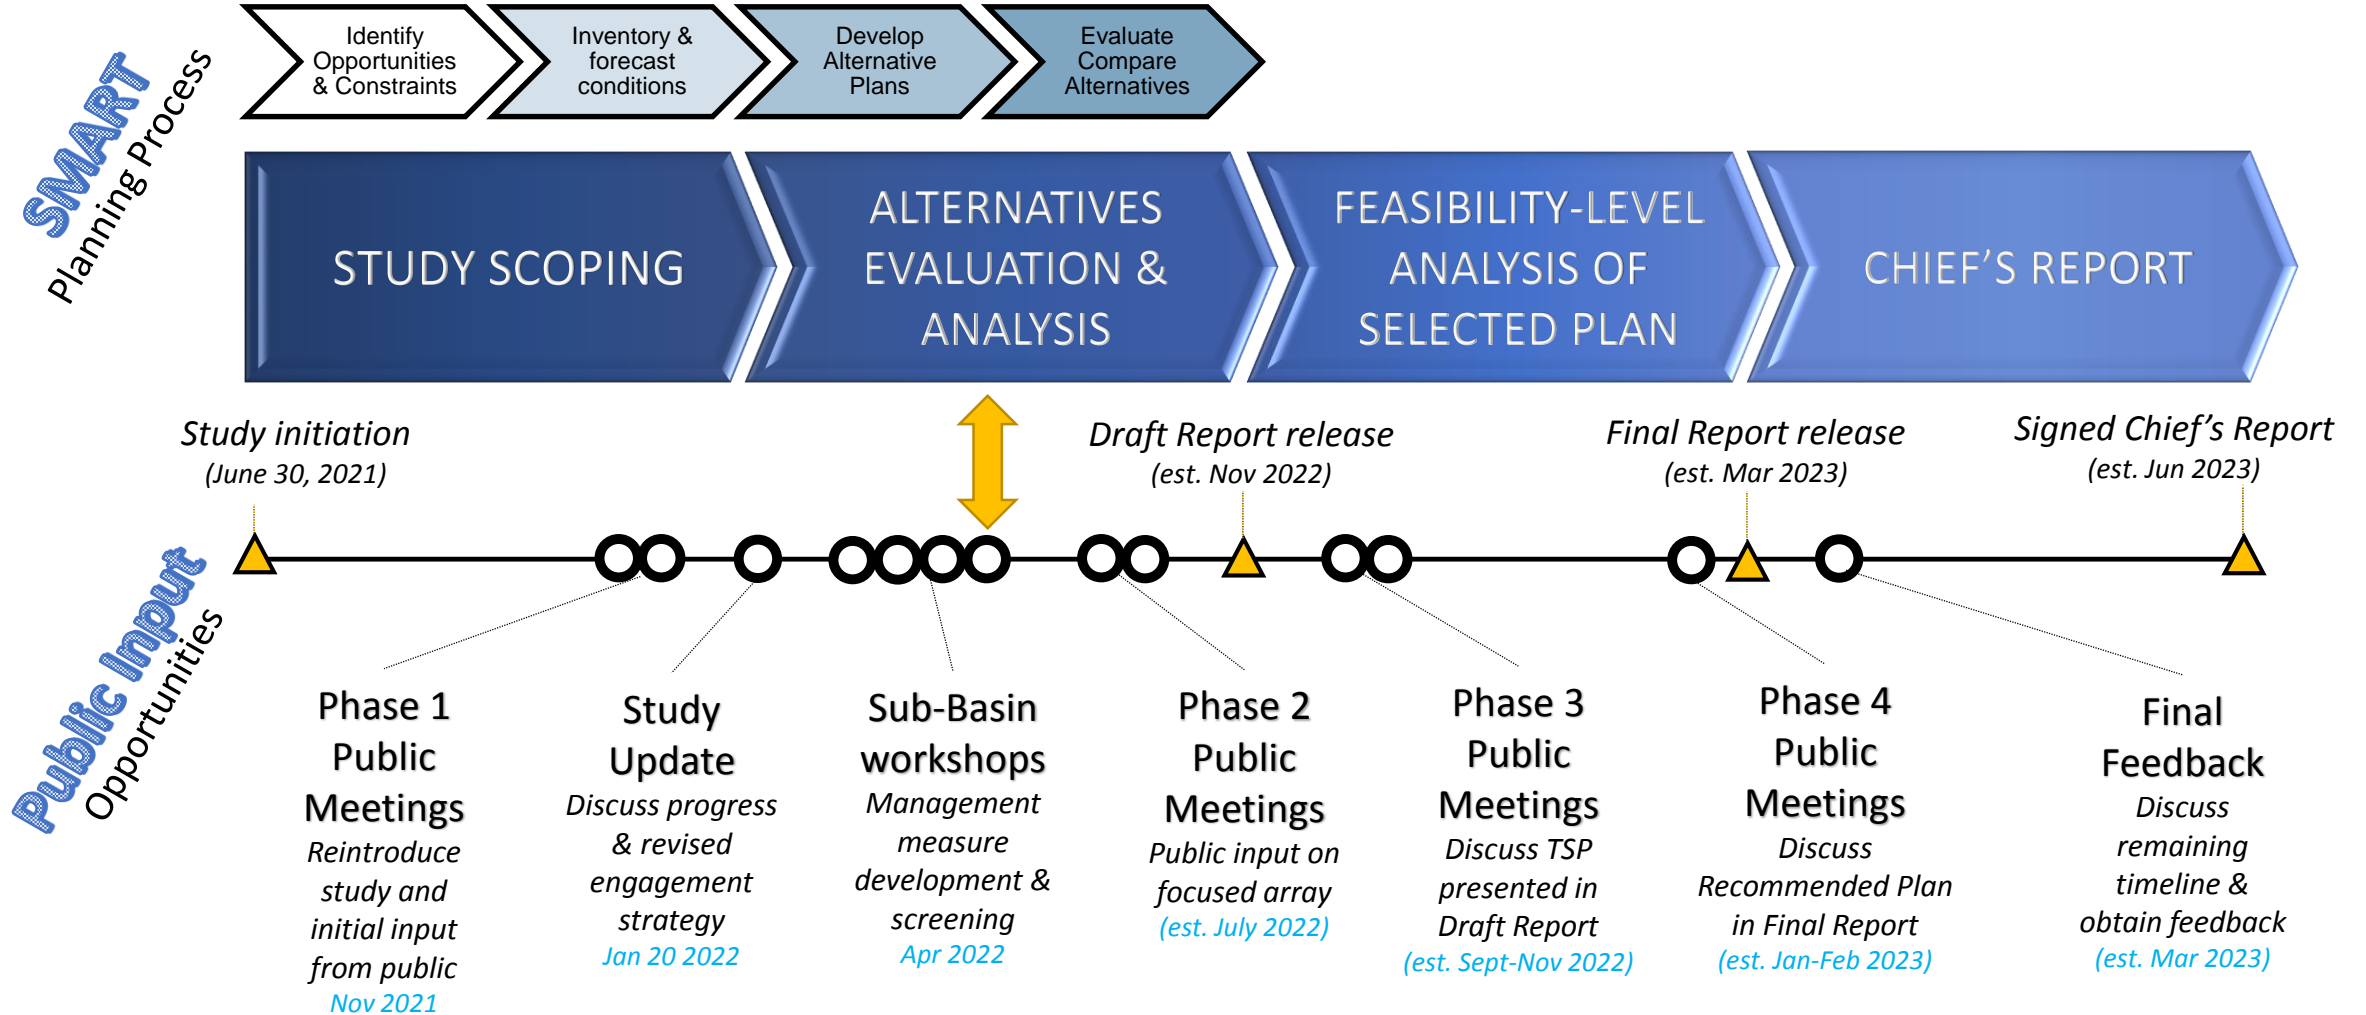 SMART
Planning Process
Identify
Opportunities
& Constraints
Inventory &
forecast
conditions
Develop
Alternative
Plans
Evaluate
Compare
Alternatives
STUDY SCOPING
ALTERNATIVES
EVALUATION &
ANALYSIS
FEASIBILITY-LEVEL
ANALYSIS OF
SELECTED PLAN
CHIEF'S REPORT
Study initiation
(June 30, 2021)
Draft Report release
(est. Nov 2022)
Final Report release
(est. Mar 2023)
Signed Chief's Report
(est. Jun 2023)
Public Input
Opportunities
Phase 1
Public
Meetings
Reintroduce
study and
initial input
from public
Nov 2021
Study
Update
Discuss progress
& revised
engagement
strategy
Jan 20 2022
Sub-Basin
workshops
Management
measure
development &
screening
Apr 2022
Phase 2
Public
Meetings
Public input on
focused array
(est. July 2022)
Phase 3
Public
Meetings
Discuss TSP
presented in
Draft Report
(est. Sept-Nov 2022)
Phase 4
Public
Meetings
Discuss
Recommended Plan
in Final Report
(est. Jan-Feb 2023)
Final
Feedback
Discuss
remaining
timeline &
obtain feedback
(est. Mar 2023)